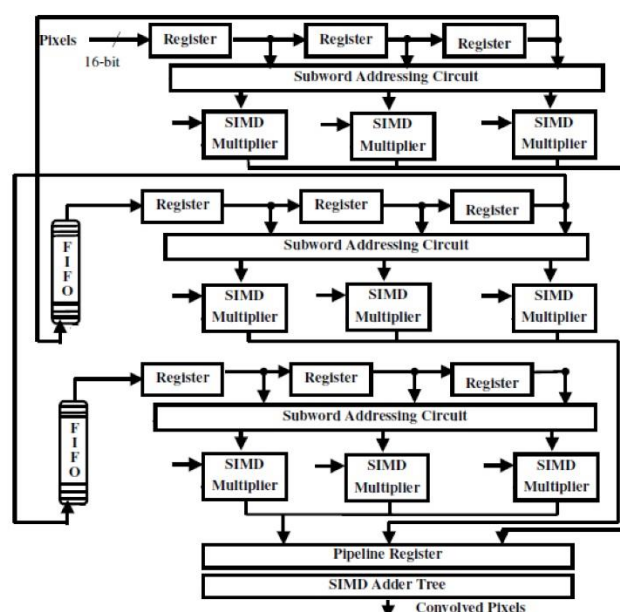 Pixels
16-bit
Register
Register
Register
Subword Addressing Circuit
SIMD
Multiplier
SIMD
Multiplier
SIMD
Multiplier
FIFO
Register
Register
Register
Subword Addressing Circuit
SIMD
Multiplier
SIMD
Multiplier
SIMD
Multiplier
FIFO
Register
Register
Register
Subword Addressing Circuit
SIMD
Multiplier
SIMD
Multiplier
SIMD
Multiplier
Pipeline Register
SIMD Adder Tree
Convolved Pixels